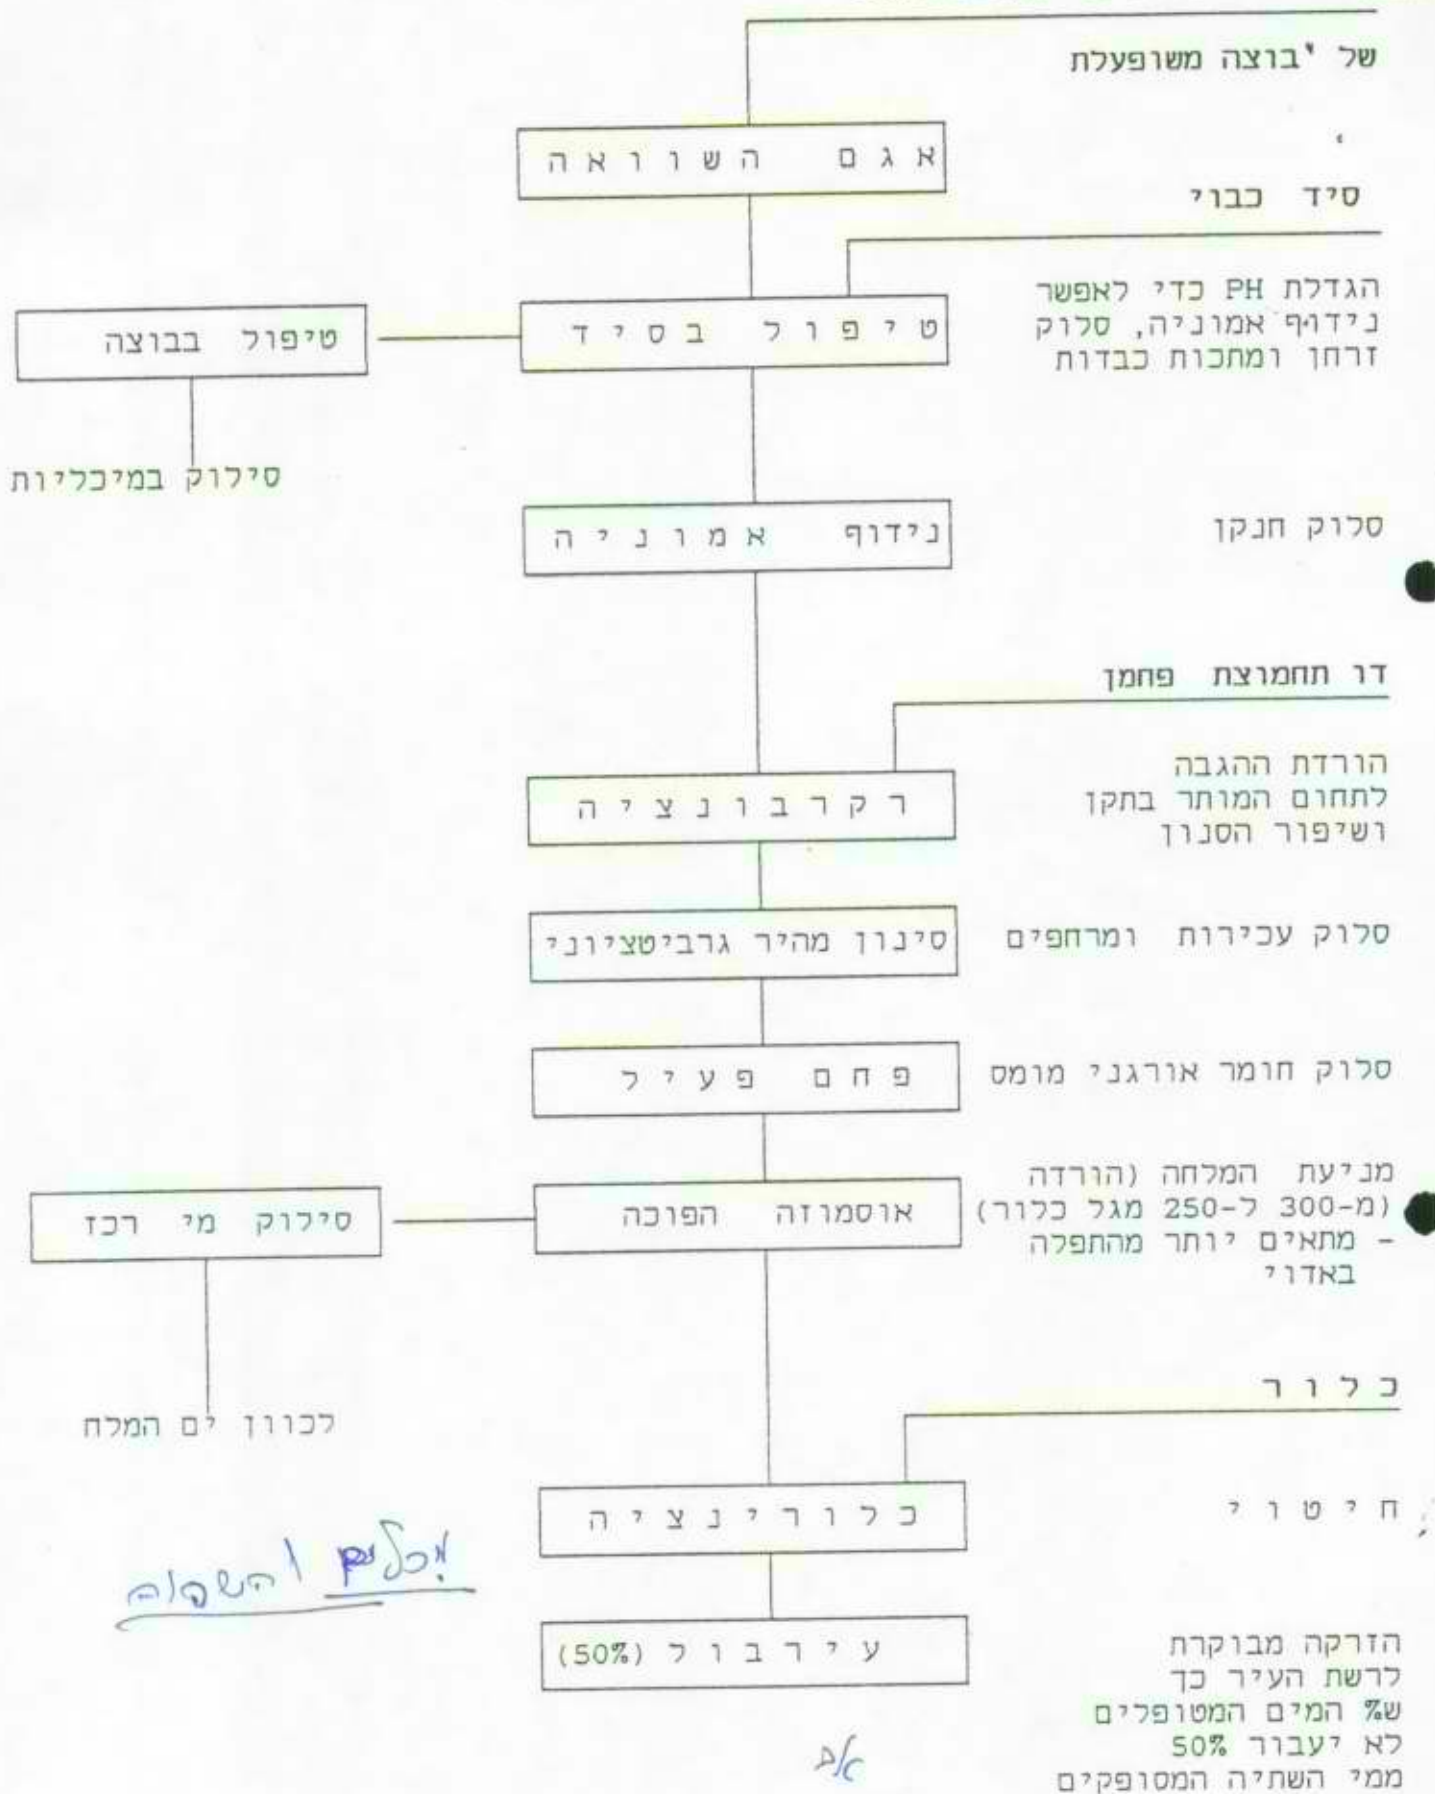 של בוצה משופעלת
אגם השוואה
סיד כבוי
הגדלת PH כדי לאפשר
נידוף אמוניה, סלוק
זרחן ומתכות כבדות
טיפול בסיד
טיפול בבוצה
סילוק במיכליות
סלוק חנקן
נידוף אמוניה
דו תחמוצת פחמן
הורדת ההגבה
לתחום המותר בתקן
ושיפור הסנון
רקרבונציה
סלוק עכירות ומרחפים
סינון מהיר גרביטציוני
סלוק חומר אורגני מומס
פחם פעיל
מניעת המלחה (הורדה
(מ-300 ל-250 מגל כלור)
- מתאים יותר מהתפלה
באדוי
אוסמוזה הפוכה
סילוק מי רכז
לכוון ים המלח
כלור
חיטוי
כלורינציה
עירבול (50%)
הזרקה מבוקרת
לרשת העיר כך
ש% המים המטופלים
לא יעבור 50%
ממי השתיה המסופקים